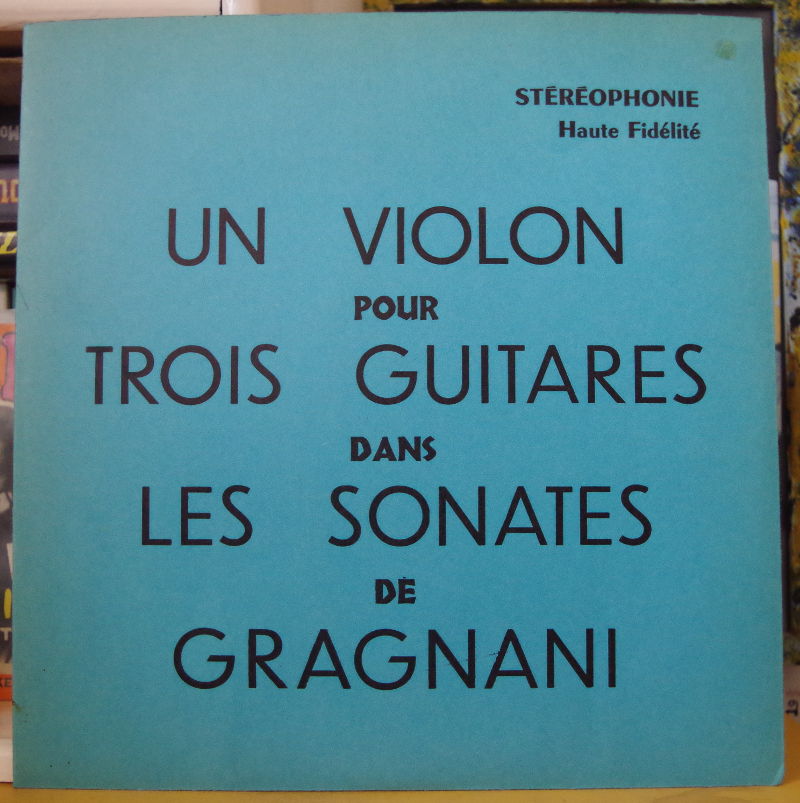 STÉRÉOPHONIE
Haute Fidélité
UN VIOLON
POUR
TROIS GUITARES
DANS
LES SONATES
DE
GRAGNANI